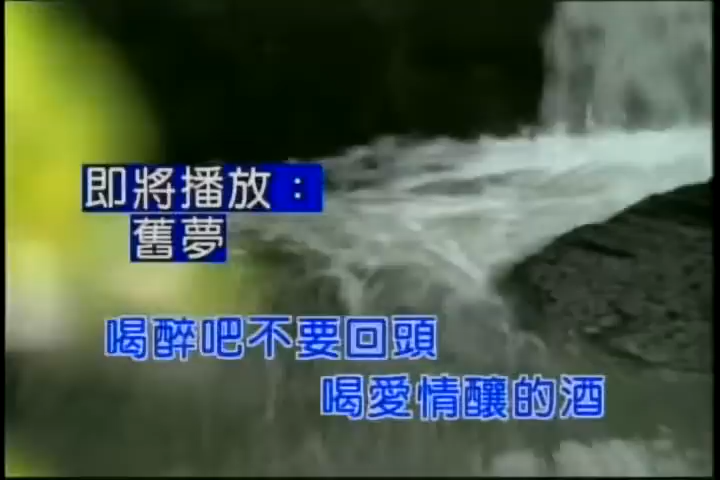 即將播放：
舊夢
喝醉吧不要回頭
喝愛情釀的酒